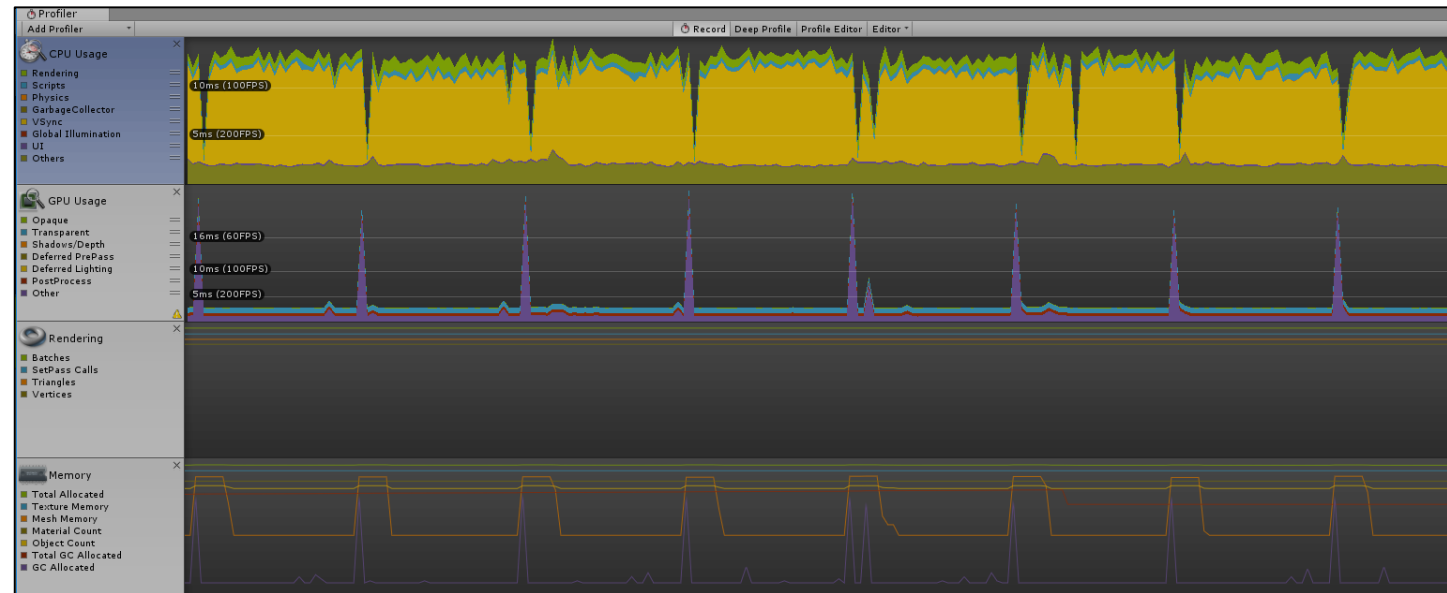 Profiler
Add Profiler
Record Deep Profile Profile Editor Editor
CPU Usage
Rendering
Scripts
Physics
GarbageCollector
VSync
Global Illumination
UI
Others
10ms (100FPS)
5ms (200FPS)
GPU Usage
Opaque
Transparent
Shadows/Depth
Deferred PrePass
Deferred Lighting
PostProcess
Other
16ms (60FPS)
10ms (100FPS)
5ms (200FPS)
Rendering
Batches
SetPass Calls
Triangles
Vertices
Memory
Total Allocated
Texture Memory
Mesh Memory
Material Count
Object Count
Total GC Allocated
GC Allocated